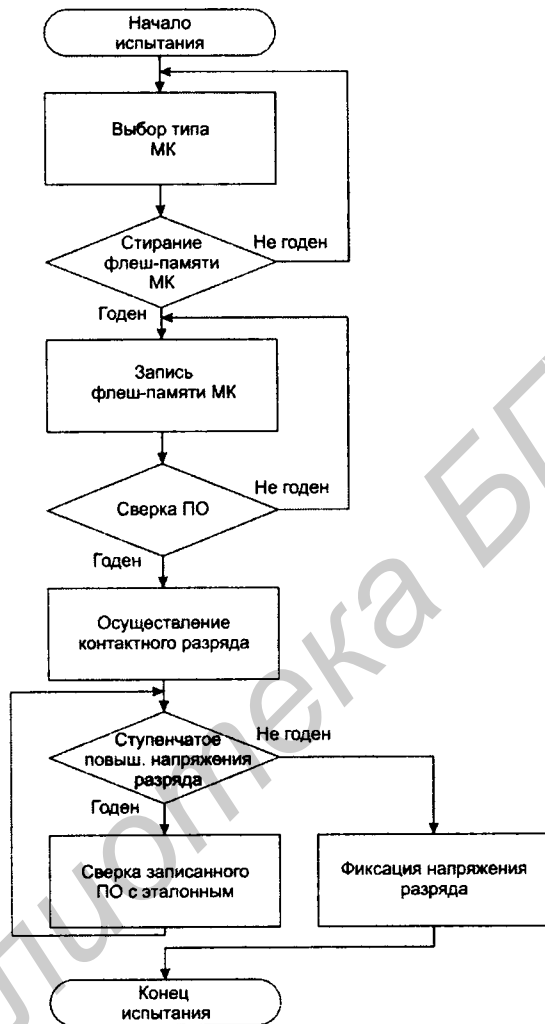 Начало
испытания
Выбор типа
МК
Стирание
флеш-памяти
МК
Не годен
Годен
Запись
флеш-памяти МК
Сверка ПО
Не годен
Годен
Осуществление
контактного разряда
Ступенчатое
повыш. напряжения
разряда
Не годен
Годен
Сверка записанного
ПО с эталонным
Фиксация напряжения
разряда
Конец
испытания